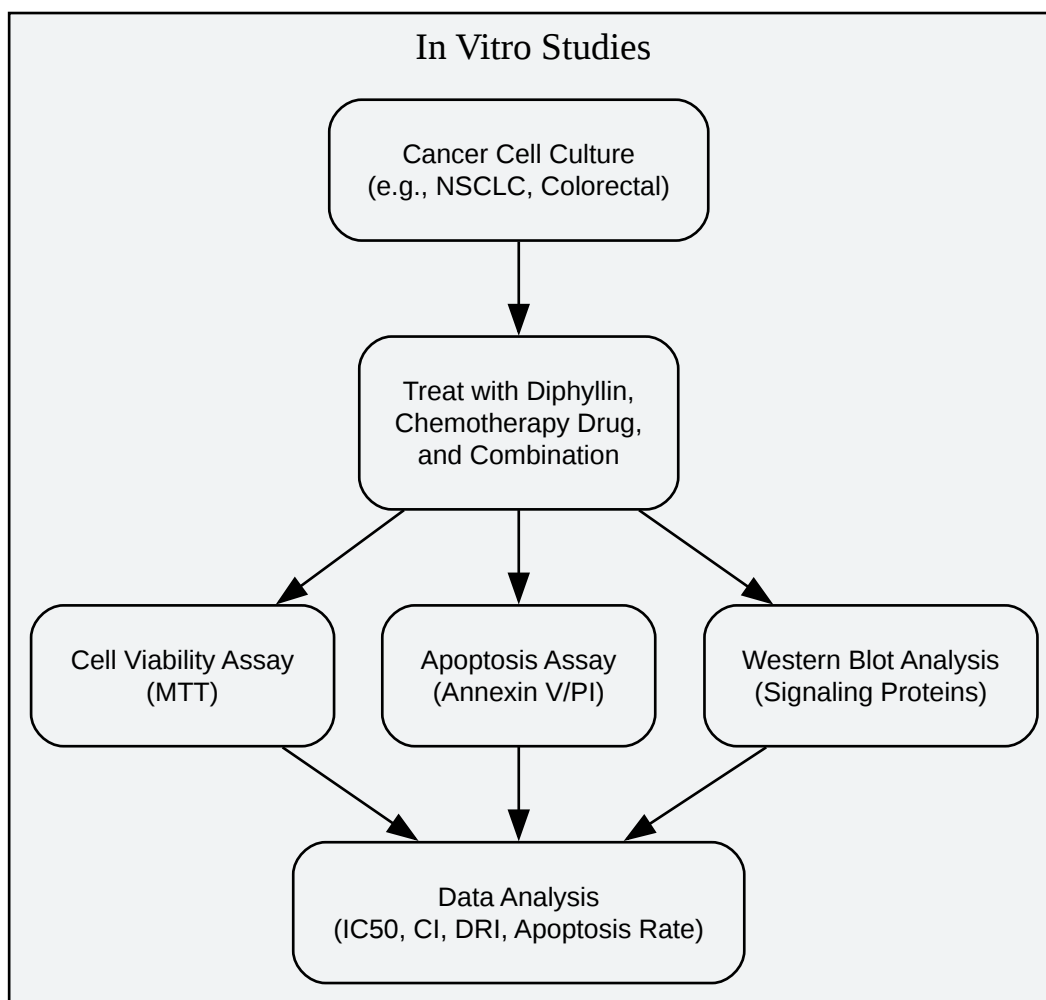 In Vitro Studies
Cancer Cell Culture
(e.g., NSCLC, Colorectal)
Treat with Diphyllin,
Chemotherapy Drug,
and Combination
Cell Viability Assay
(MTT)
Apoptosis Assay
(Annexin V/PI)
Western Blot Analysis
(Signaling Proteins)
Data Analysis
(IC50, CI, DRI, Apoptosis Rate)